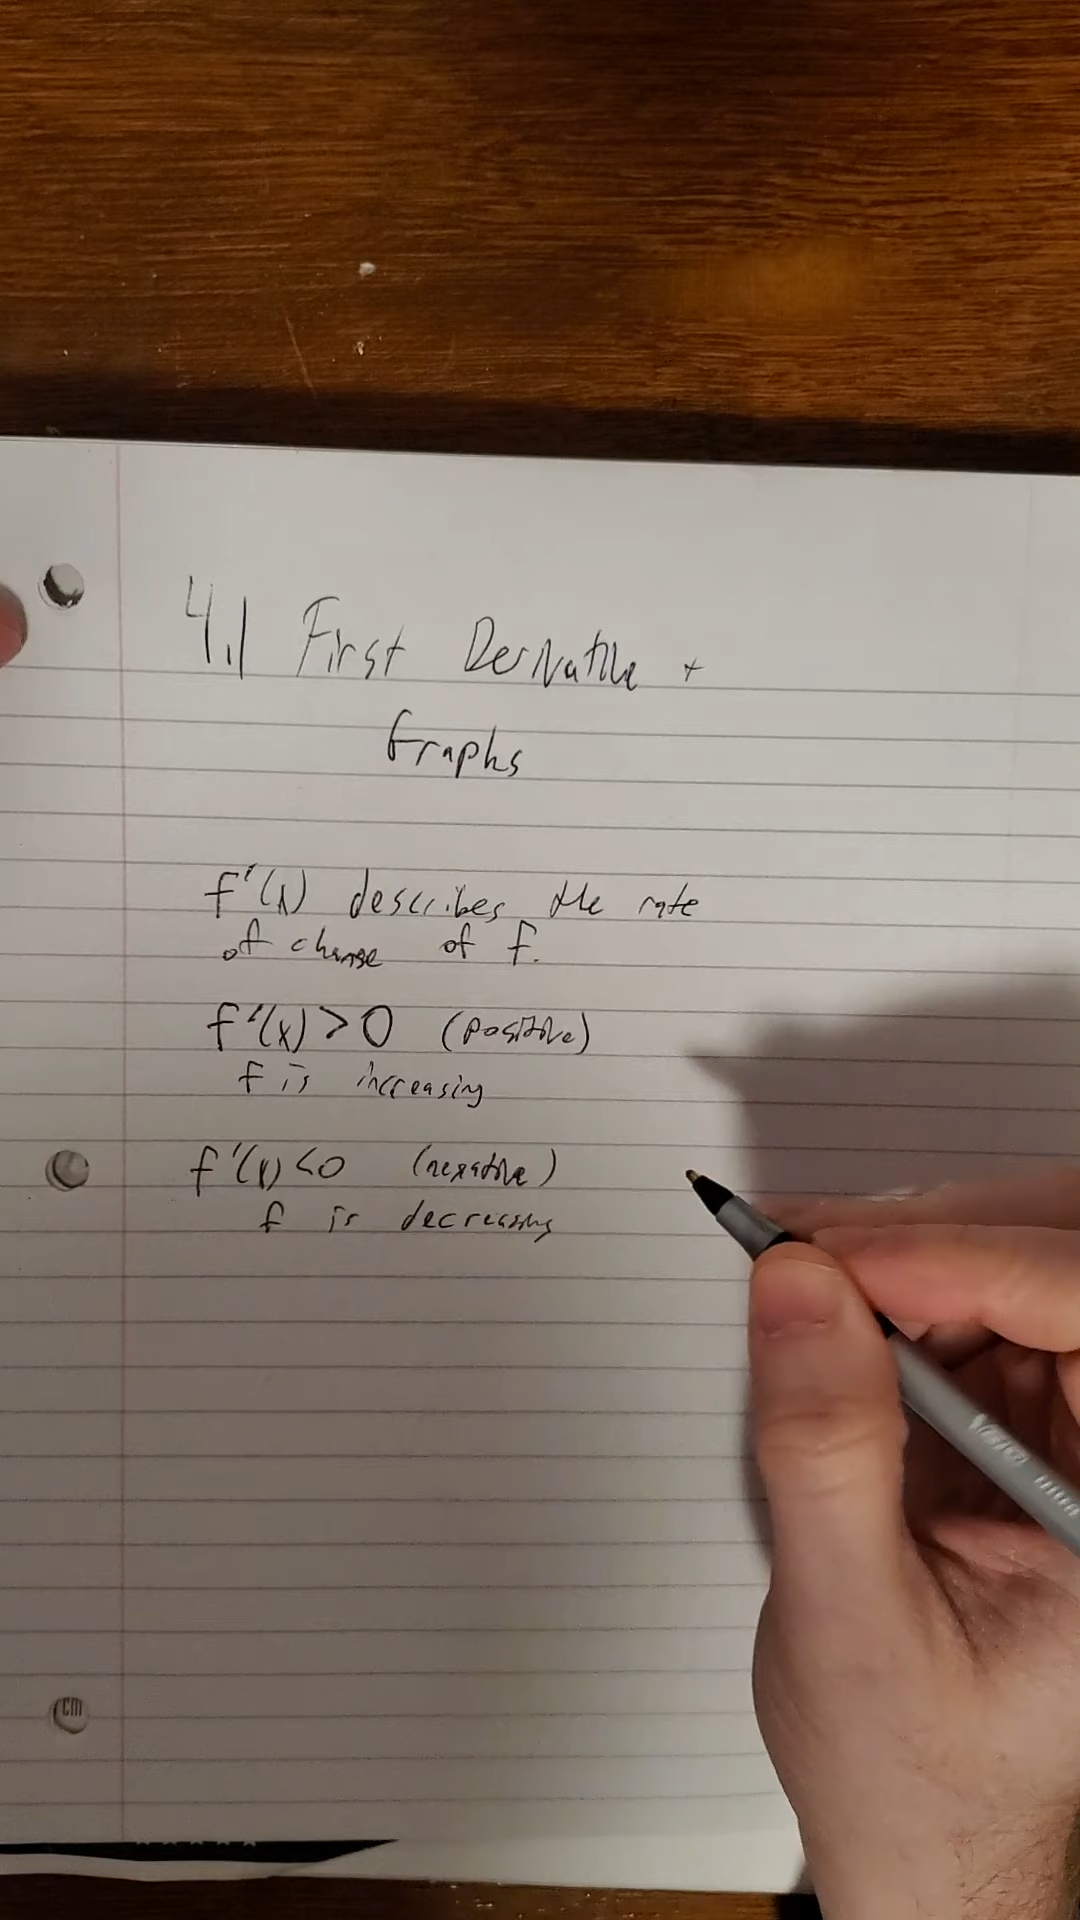 4.1 First Derivative +
Graphs
f'(x) describes the rate
of change of f.
f'(x) > 0 (positive)
f is increasing
f'(x) < 0 (negative)
f is decreasing
cm